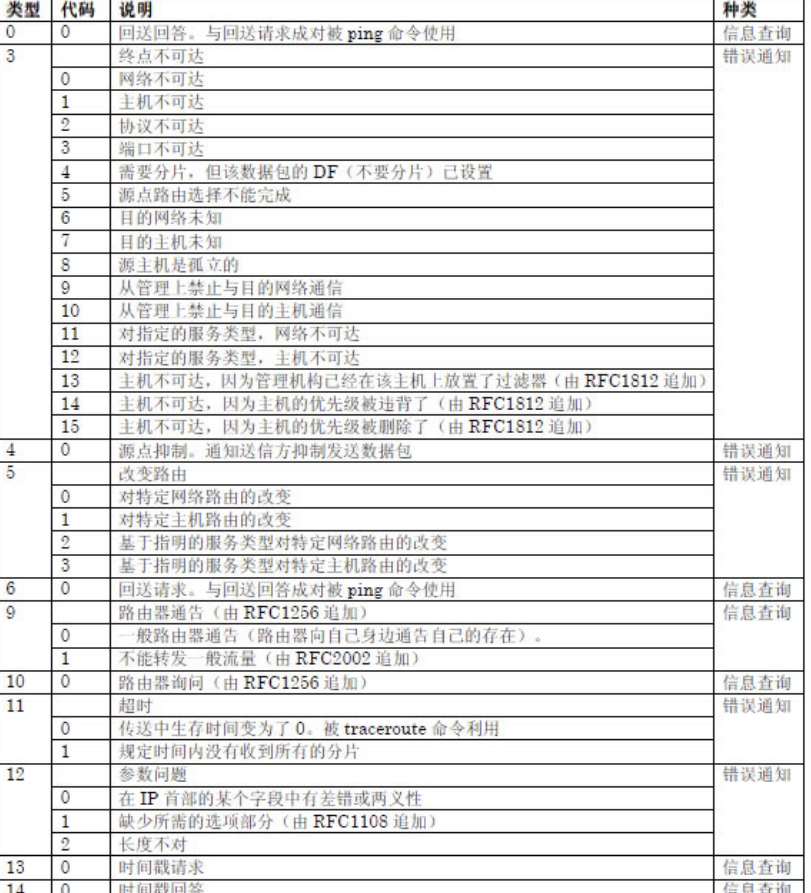 类型 代码 说明 种类
0 0 回送回答。与回送请求成对被 ping 命令使用 信息查询
3 终点不可达 错误通知
0 网络不可达
1 主机不可达
2 协议不可达
3 端口不可达
4 需要分片，但该数据包的 DF（不要分片）己设置
5 源点路由选择不能完成
6 目的网络未知
7 目的主机未知
8 源主机是孤立的
9 从管理上禁止与目的网络通信
10 从管理上禁止与目的主机通信
11 对指定的服务类型，网络不可达
12 对指定的服务类型，主机不可达
13 主机不可达，因为管理机构己经在该主机上放置了过滤器（由 RFC1812 追加）
14 主机不可达，因为主机的优先级被违背了（由 RFC1812 追加）
15 主机不可达，因为主机的优先级被删除了（由 RFC1812 追加）
4 0 源点抑制。通知送信方抑制发送数据包 错误通知
5 改变路由 错误通知
0 对特定网络路由的改变
1 对特定主机路由的改变
2 基于指明的服务类型对特定网络路由的改变
3 基于指明的服务类型对特定主机路由的改变
6 0 回送请求。与回送回答成对被 ping 命令使用 信息查询
9 路由器通告（由 RFC1256 追加） 信息查询
0 一般路由器通告（路由器向自己身边通告自己的存在）。
1 不能转发一般流量（由 RFC2002 追加）
10 0 路由器询问（由 RFC1256 追加） 信息查询
11 超时 错误通知
0 传送中生存时间变为了 0。被 traceroute 命令利用
1 规定时间内没有收到所有的分片
12 参数问题 错误通知
0 在 IP 首部的某个字段中有差错或两义性
1 缺少所需的选项部分（由 RFC1108 追加）
2 长度不对
13 0 时间戳请求 信息查询
14 0 时间戳回答 信息查询